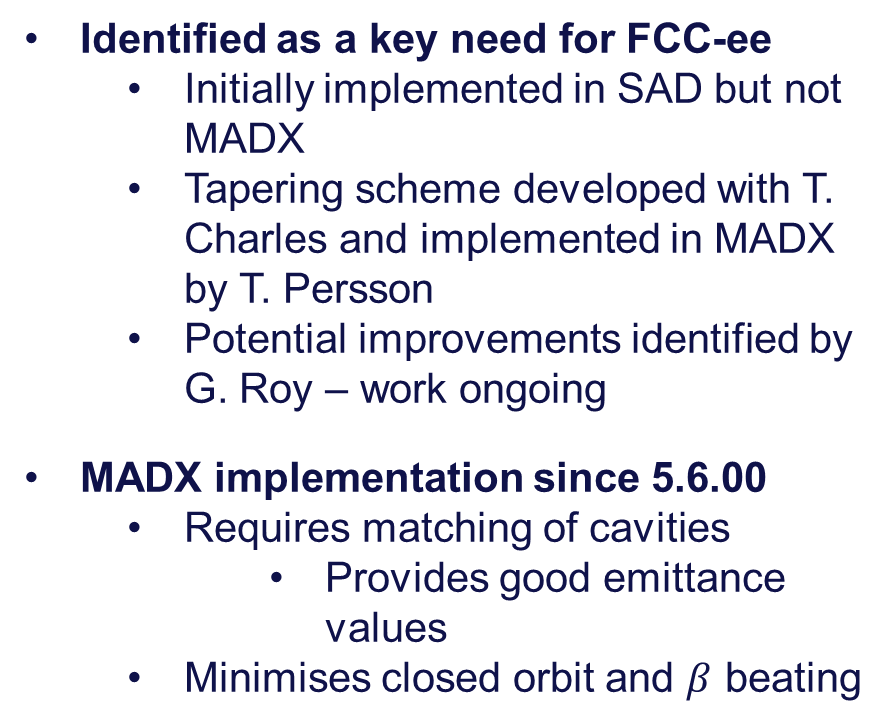 • Identified as a key need for FCC-ee
• Initially implemented in SAD but not
MADX
• Tapering scheme developed with T.
Charles and implemented in MADX
by T. Persson
• Potential improvements identified by
G. Roy – work ongoing
• MADX implementation since 5.6.00
• Requires matching of cavities
• Provides good emittance
values
• Minimises closed orbit and β beating